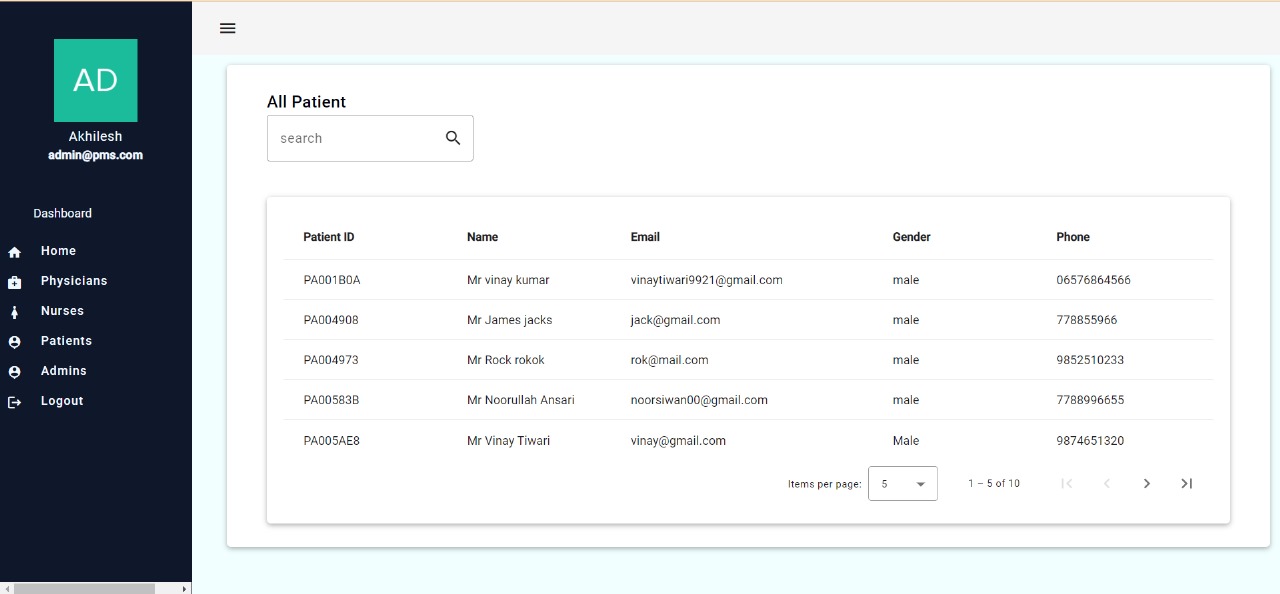 AD
Akhilesh
admin@pms.com
Dashboard
Home
Physicians
Nurses
Patients
Admins
Logout
All Patient
search
Patient ID Name Email Gender Phone
PA001B0A Mr vinay kumar vinaytiwari9921@gmail.com male 06576864566
PA004908 Mr James jacks jack@gmail.com male 778855966
PA004973 Mr Rock rokok rok@mail.com male 9852510233
PA00583B Mr Noorullah Ansari noorsiwan00@gmail.com male 7788996655
PA005AE8 Mr Vinay Tiwari vinay@gmail.com Male 9874651320
Items per page: 5 1 – 5 of 10